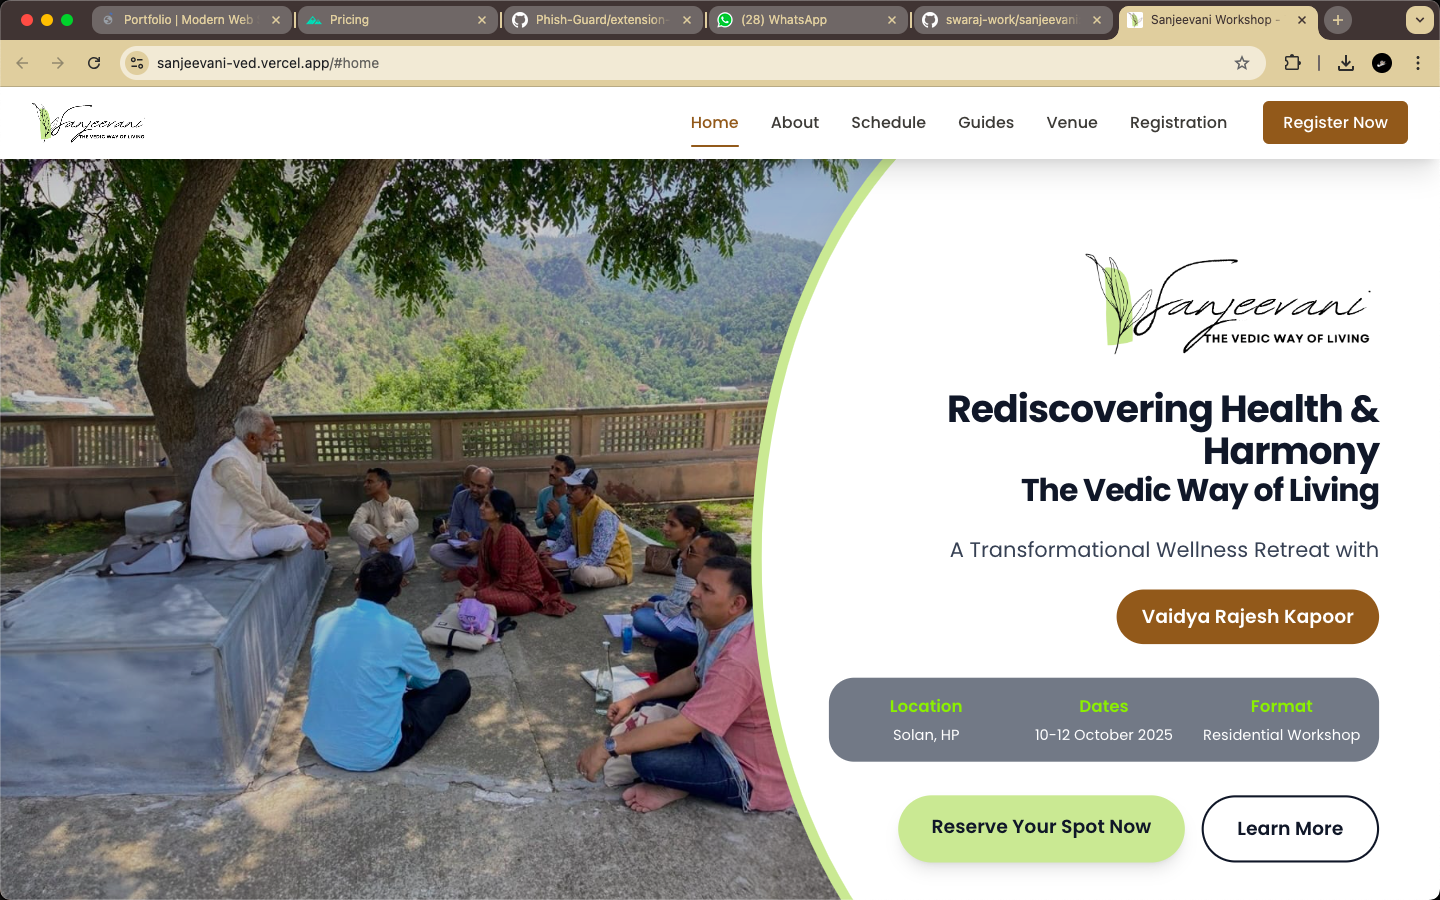 Portfolio | Modern Web
Pricing
Phish-Guard/extension-
(28) WhatsApp
swaraj-work/sanjeevani
Sanjeevani Workshop -
sanjeevani-ved.vercel.app/#home
Sanjeevani
THE VEDIC WAY OF LIVING
Home
About
Schedule
Guides
Venue
Registration
Register Now
Sanjeevani
THE VEDIC WAY OF LIVING
Rediscovering Health &
Harmony
The Vedic Way of Living
A Transformational Wellness Retreat with
Vaidya Rajesh Kapoor
Location
Dates
Format
Solan, HP
10-12 October 2025
Residential Workshop
Reserve Your Spot Now
Learn More